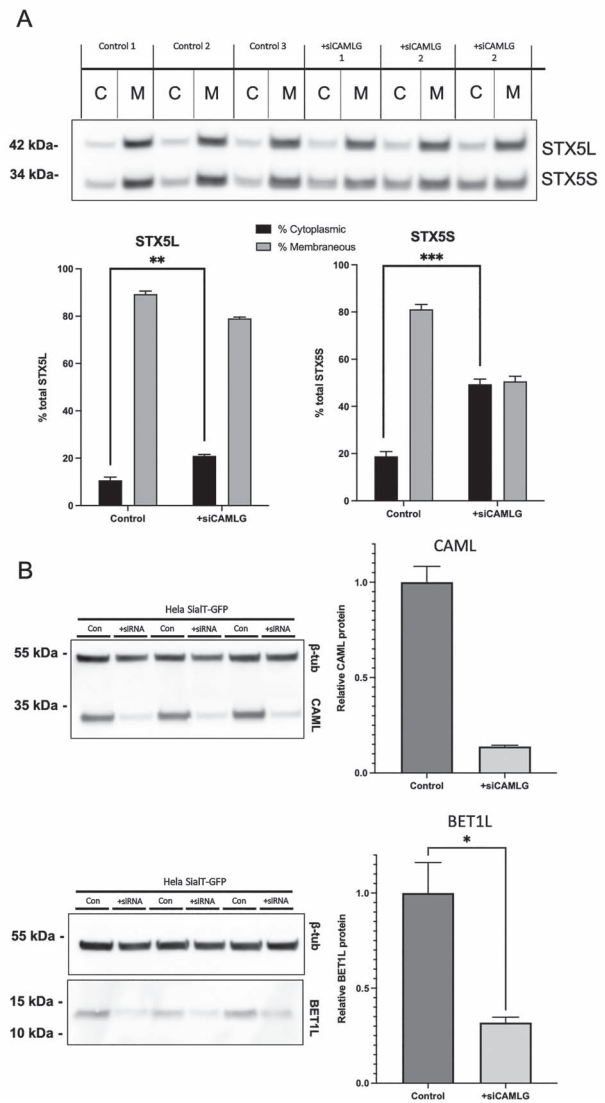 A
Control 1 Control 2 Control 3 +siCAMLG 1 +siCAMLG 2 +siCAMLG 2
C M C M C M C M C M C M
42 kDa- STX5L
34 kDa- STX5S
% Cytoplasmic
% Membraneous
STX5L
**
% total STX5L
100
80
60
40
20
0
Control +siCAMLG
STX5S
***
% total STX5S
100
80
60
40
20
0
Control +siCAMLG
B
Hela SialT-GFP
Con +siRNA Con +siRNA Con +siRNA
55 kDa - β-tub
35 kDa - CAML
CAML
Relative CAML protein
1.0
0.5
0.0
Control +siCAMLG
Hela SialT-GFP
Con +siRNA Con +siRNA Con +siRNA
55 kDa - β-tub
15 kDa - BET1L
10 kDa -
BET1L
*
Relative BET1L protein
1.0
0.5
0.0
Control +siCAMLG